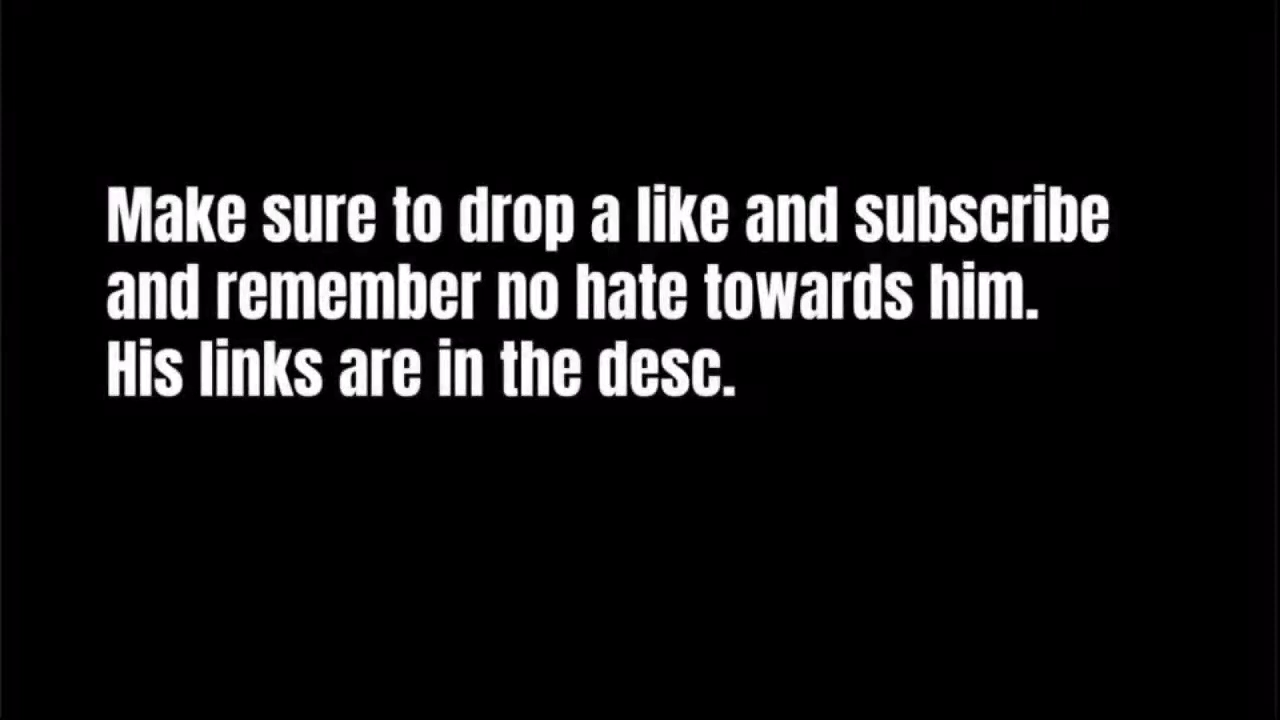 Make sure to drop a like and subscribe
and remember no hate towards him.
His links are in the desc.